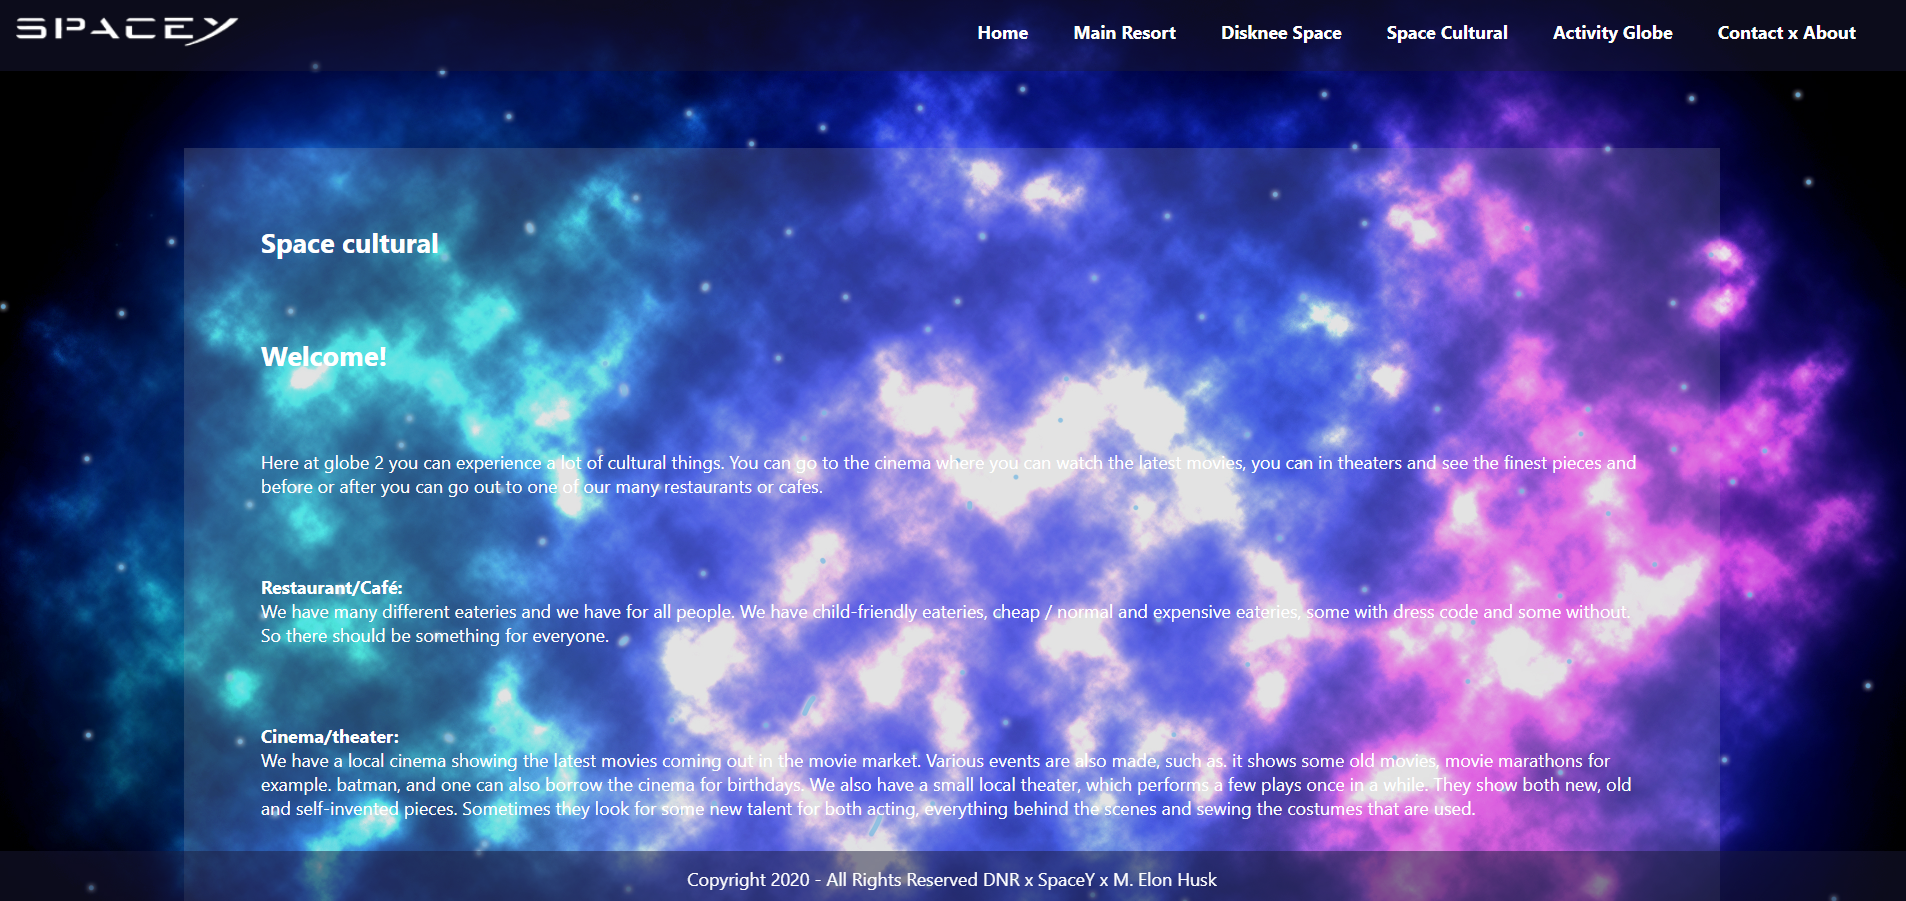 SPACEY
Home Main Resort Disknee Space Space Cultural Activity Globe Contact x About
Space cultural
Welcome!
Here at globe 2 you can experience a lot of cultural things. You can go to the cinema where you can watch the latest movies, you can in theaters and see the finest pieces and
before or after you can go out to one of our many restaurants or cafes.
Restaurant/Café:
We have many different eateries and we have for all people. We have child-friendly eateries, cheap / normal and expensive eateries, some with dress code and some without.
So there should be something for everyone.
Cinema/theater:
We have a local cinema showing the latest movies coming out in the movie market. Various events are also made, such as. it shows some old movies, movie marathons for
example. batman, and one can also borrow the cinema for birthdays. We also have a small local theater, which performs a few plays once in a while. They show both new, old
and self-invented pieces. Sometimes they look for some new talent for both acting, everything behind the scenes and sewing the costumes that are used.
Copyright 2020 - All Rights Reserved DNR x SpaceY x M. Elon Husk